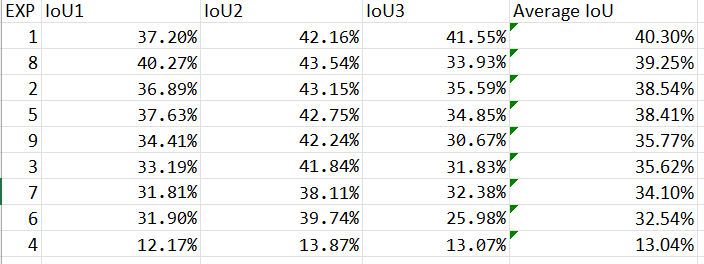 EXP IoU1 IoU2 IoU3 Average IoU
1 37.20% 42.16% 41.55% 40.30%
8 40.27% 43.54% 33.93% 39.25%
2 36.89% 43.15% 35.59% 38.54%
5 37.63% 42.75% 34.85% 38.41%
9 34.41% 42.24% 30.67% 35.77%
3 33.19% 41.84% 31.83% 35.62%
7 31.81% 38.11% 32.38% 34.10%
6 31.90% 39.74% 25.98% 32.54%
4 12.17% 13.87% 13.07% 13.04%